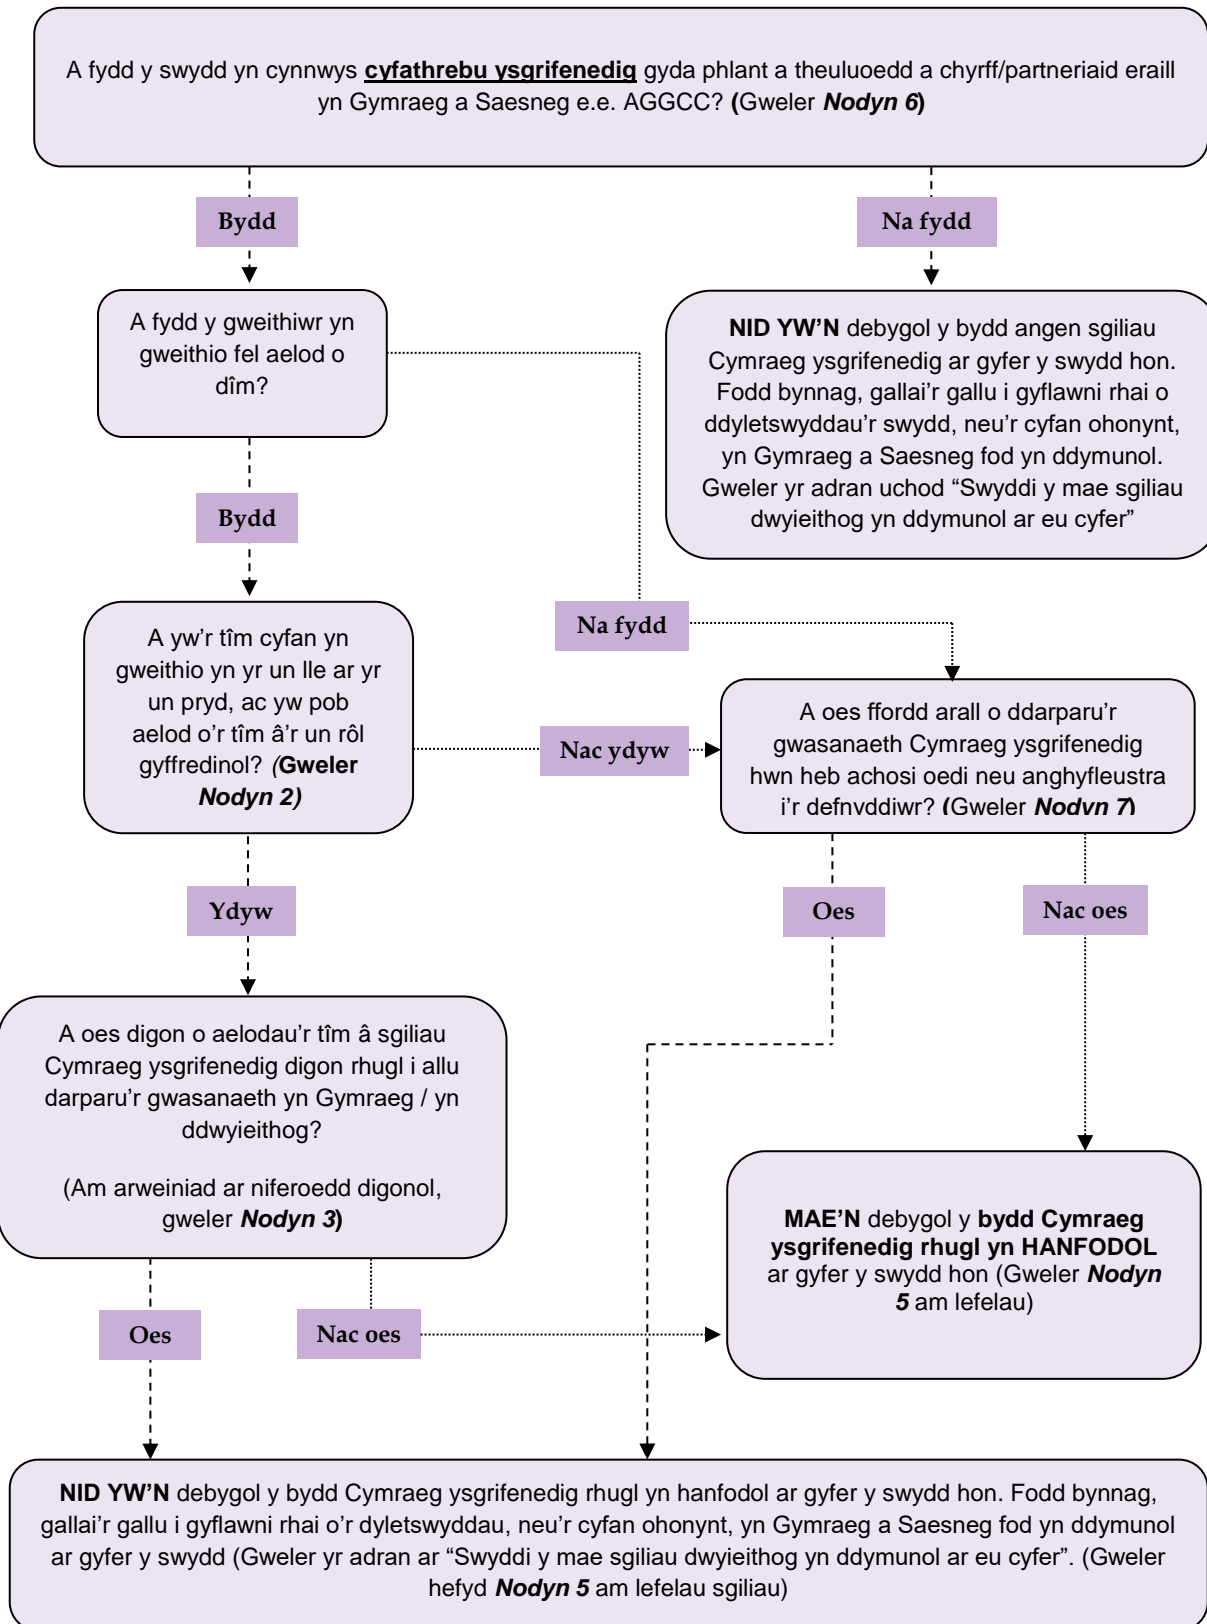 A fydd y swydd yn cynnwys cyfathrebu ysgrifenedig gyda phlant a theuluoedd a chyrff/partneriaid eraill
yn Gymraeg a Saesneg e.e. AGGCC? (Gweler Nodyn 6)
Bydd
Na fydd
A fydd y gweithiwr yn
gweithio fel aelod o
dîm?
NID YW’N debygol y bydd angen sgiliau
Cymraeg ysgrifenedig ar gyfer y swydd hon.
Fodd bynnag, gallai’r gallu i gyflawni rhai o
ddyletswyddau’r swydd, neu’r cyfan ohonynt,
yn Gymraeg a Saesneg fod yn ddymunol.
Gweler yr adran uchod “Swyddi y mae sgiliau
dwyieithog yn ddymunol ar eu cyfer”
Bydd
Na fydd
A yw’r tîm cyfan yn
gweithio yn yr un lle ar yr
un pryd, ac yw pob
aelod o’r tîm â’r un rôl
gyffredinol? (Gweler
Nodyn 2)
Nac ydyw
A oes ffordd arall o ddarparu’r
gwasanaeth Cymraeg ysgrifenedig
hwn heb achosi oedi neu anghyfleustra
i’r defnyddiwr? (Gweler Nodyn 7)
Ydyw
Oes
Nac oes
A oes digon o aelodau’r tîm â sgiliau
Cymraeg ysgrifenedig digon rhugl i allu
darparu’r gwasanaeth yn Gymraeg / yn
ddwyieithog?
(Am arweiniad ar niferoedd digonol,
gweler Nodyn 3)
MAE’N debygol y bydd Cymraeg
ysgrifenedig rhugl yn HANFODOL
ar gyfer y swydd hon (Gweler Nodyn
5 am lefelau)
Oes
Nac oes
NID YW’N debygol y bydd Cymraeg ysgrifenedig rhugl yn hanfodol ar gyfer y swydd hon. Fodd bynnag,
gallai’r gallu i gyflawni rhai o’r dyletswyddau, neu’r cyfan ohonynt, yn Gymraeg a Saesneg fod yn ddymunol
ar gyfer y swydd (Gweler yr adran ar “Swyddi y mae sgiliau dwyieithog yn ddymunol ar eu cyfer”. (Gweler
hefyd Nodyn 5 am lefelau sgiliau)